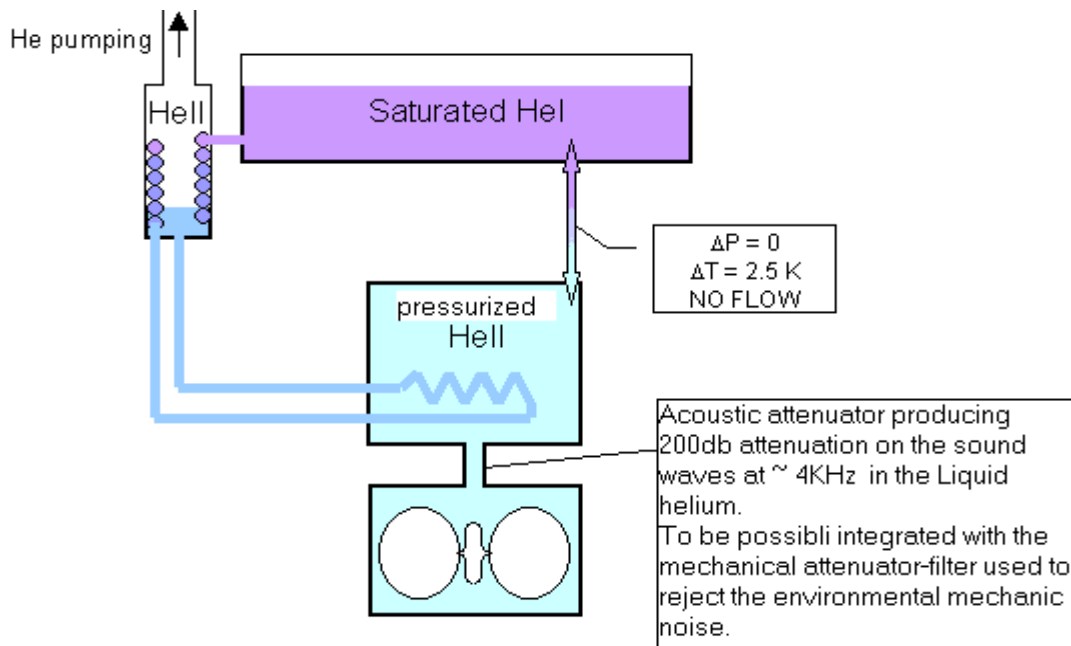 He pumping
HeII
Saturated HeI
ΔP = 0
ΔT = 2.5 K
NO FLOW
pressurized
HeII
Acoustic attenuator producing
200db attenuation on the sound
waves at ~ 4KHz in the Liquid
helium.
To be possibli integrated with the
mechanical attenuator-filter used to
reject the environmental mechanic
noise.